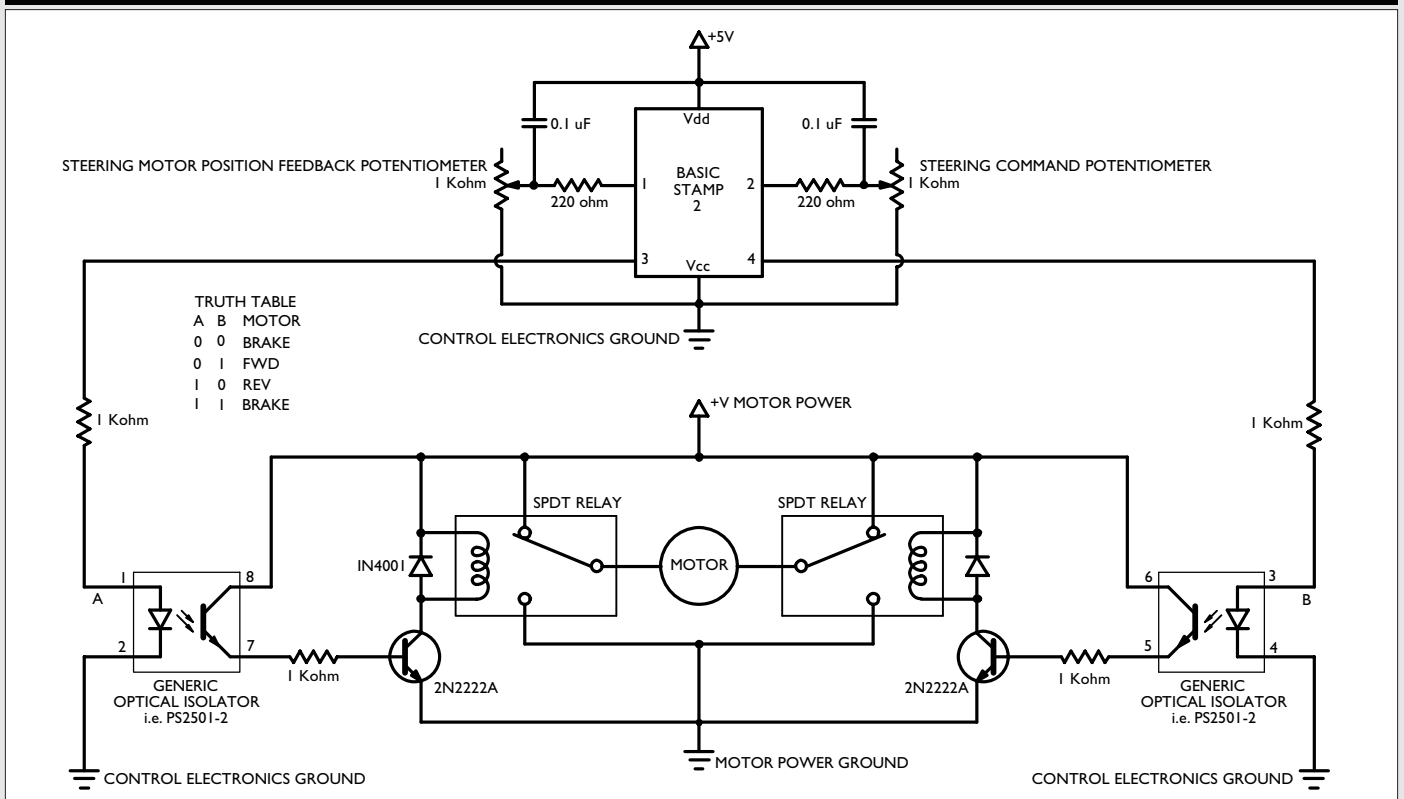 +5V
Vdd
0.1 uF
0.1 uF
STEERING MOTOR POSITION FEEDBACK POTENTIOMETER
1 Kohm
STEERING COMMAND POTENTIOMETER
1 Kohm
BASIC
STAMP
2
1
2
220 ohm
220 ohm
3
4
Vcc
CONTROL ELECTRONICS GROUND
TRUTH TABLE
A B MOTOR
0 0 BRAKE
0 1 FWD
1 0 REV
1 1 BRAKE
+V MOTOR POWER
1 Kohm
1 Kohm
SPDT RELAY
SPDT RELAY
IN4001
MOTOR
1
8
A
2
7
6
3
B
5
4
1 Kohm
1 Kohm
2N2222A
2N2222A
GENERIC
OPTICAL ISOLATOR
i.e. PS2501-2
GENERIC
OPTICAL ISOLATOR
i.e. PS2501-2
MOTOR POWER GROUND
CONTROL ELECTRONICS GROUND
CONTROL ELECTRONICS GROUND